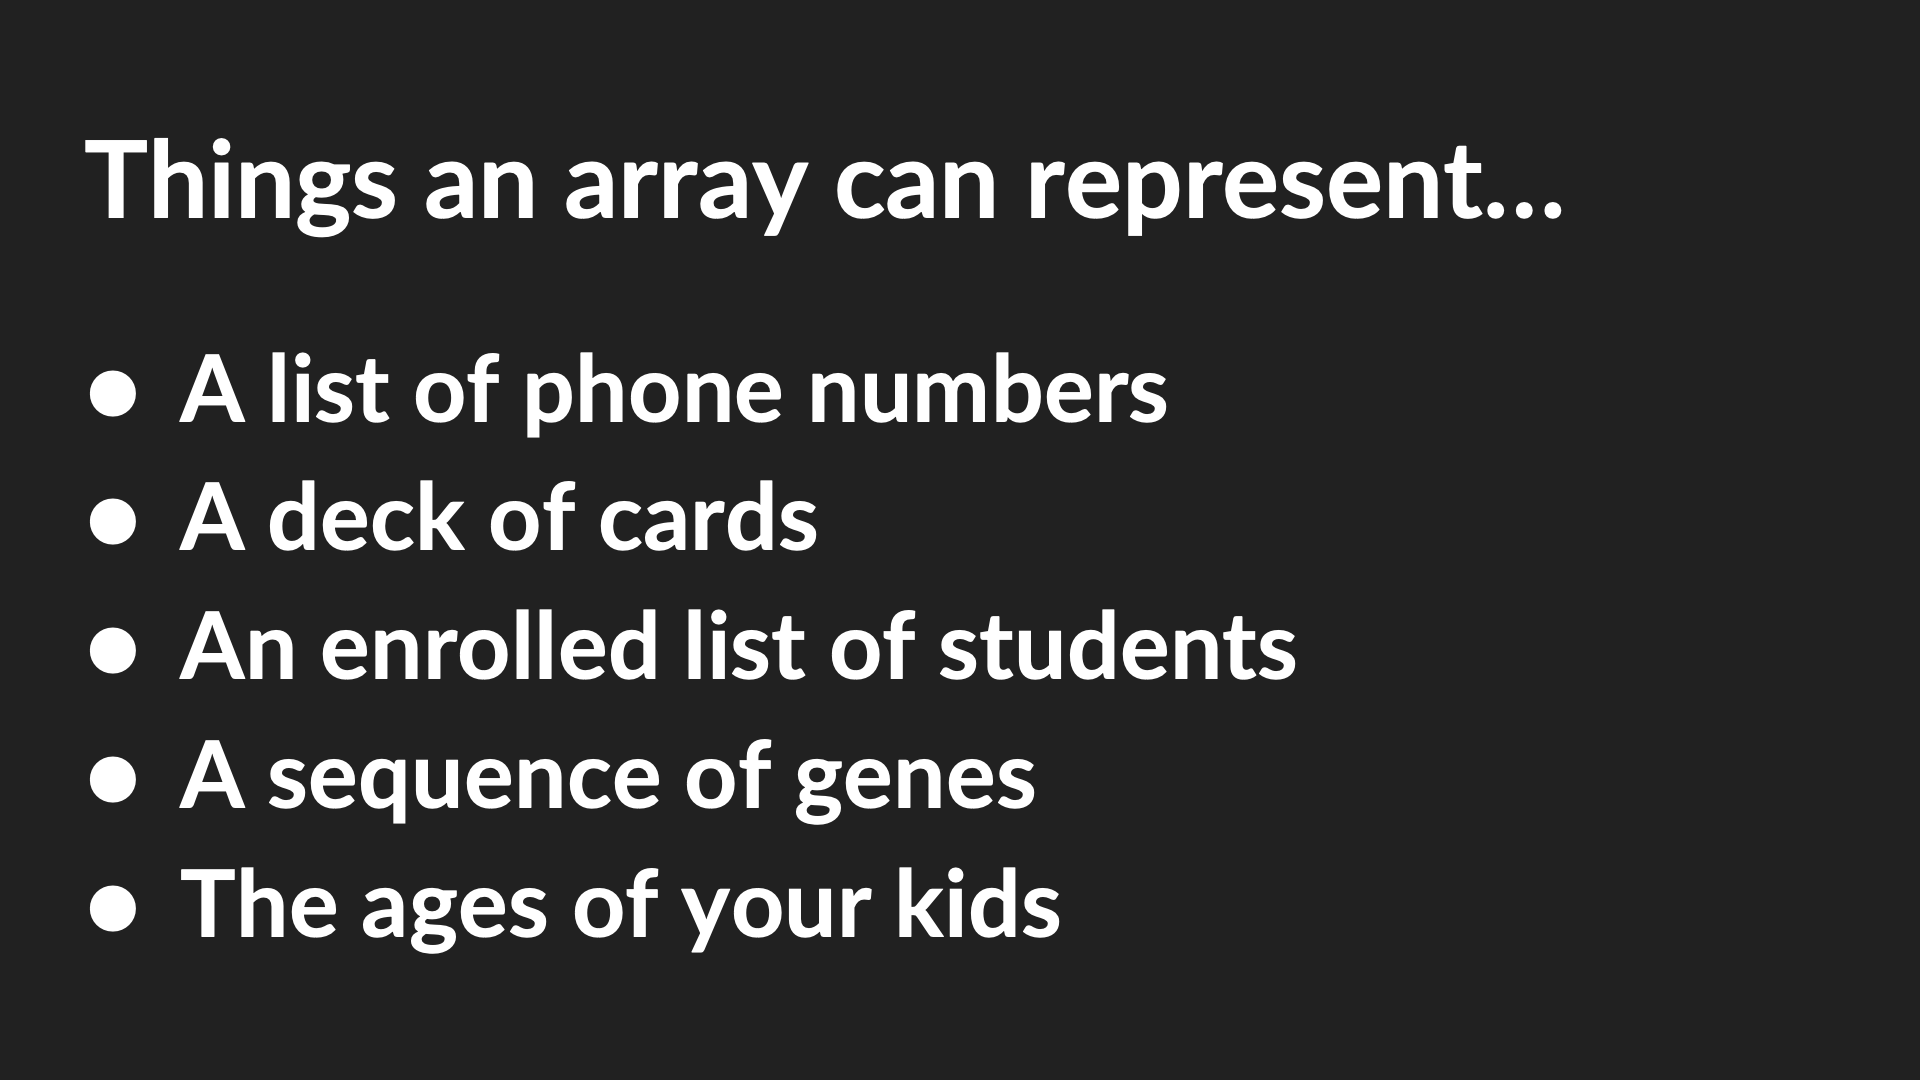 Things an array can represent...
● A list of phone numbers
● A deck of cards
● An enrolled list of students
● A sequence of genes
● The ages of your kids